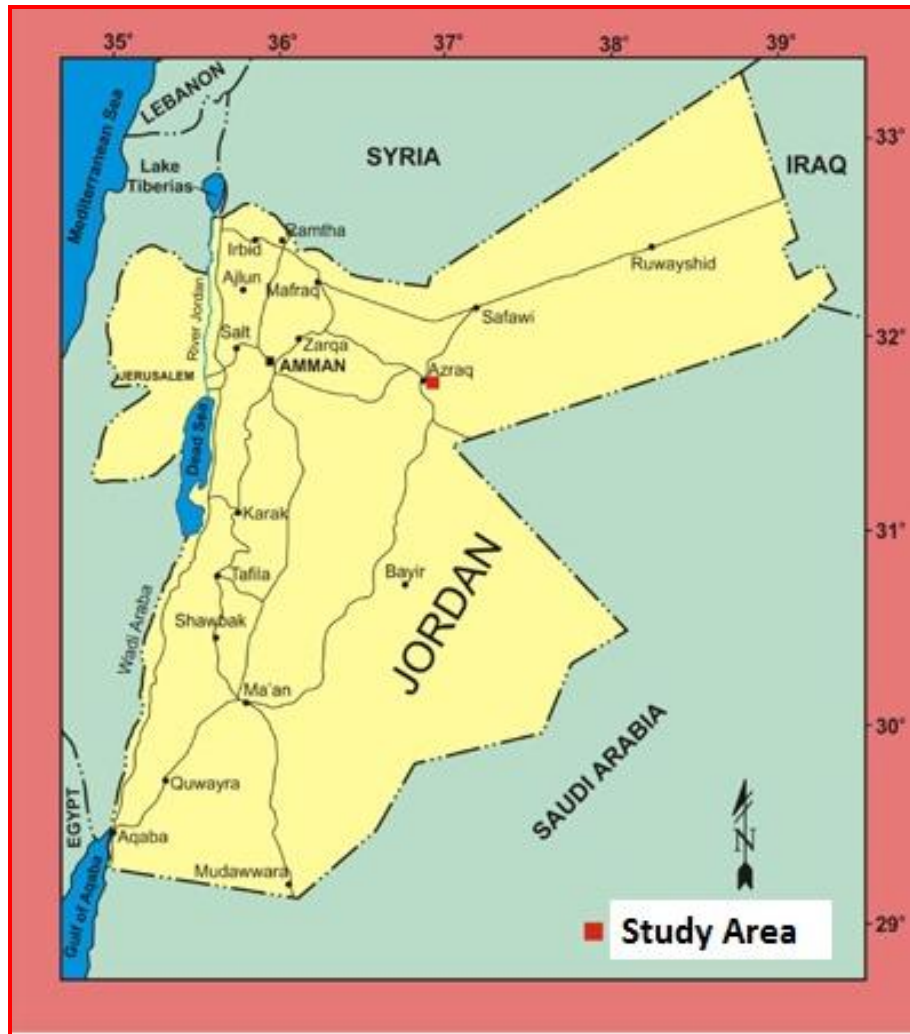 35°
36°
37°
38°
39°
Mediterranean Sea
LEBANON
Lake
Tiberias
SYRIA
33°
IRAQ
Ramtha
Irbid
Ajlun
Mafraq
Ruwayshid
River Jordan
Safawi
Salt
Zarqa
32°
JERUSALEM
AMMAN
Azraq
Dead Sea
Karak
31°
Tafila
Bayir
JORDAN
Shawbak
Wadi Araba
Ma'an
30°
SAUDI ARABIA
Quwayra
EGYPT
Aqaba
N
Mudawwara
Gulf of Aqaba
29°
Study Area